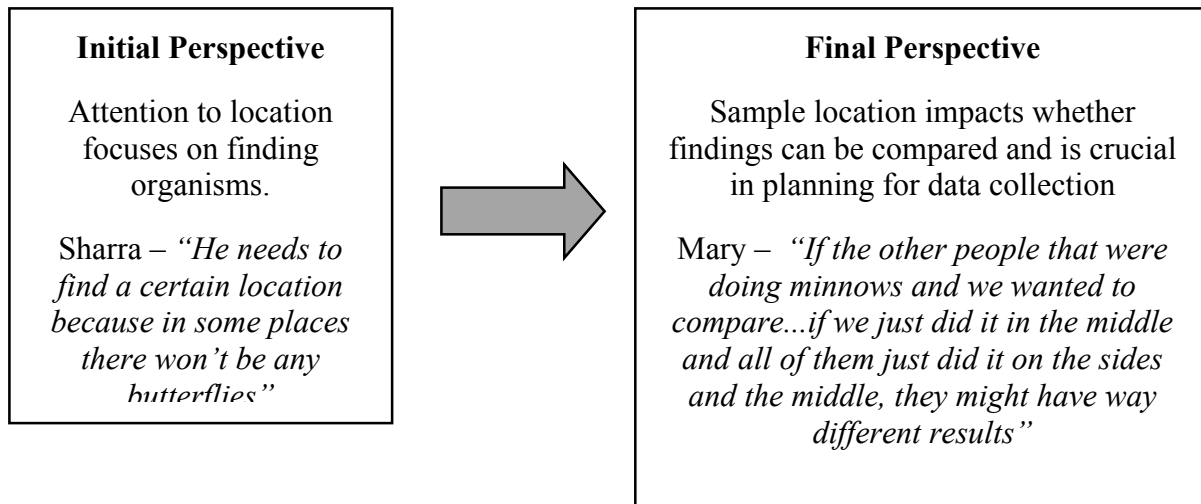 Initial Perspective
Attention to location
focuses on finding
organisms.
Sharra – “He needs to
find a certain location
because in some places
there won’t be any
butterflies”
Final Perspective
Sample location impacts whether
findings can be compared and is crucial
in planning for data collection
Mary –  “If the other people that were
doing minnows and we wanted to
compare...if we just did it in the middle
and all of them just did it on the sides
and the middle, they might have way
different results”